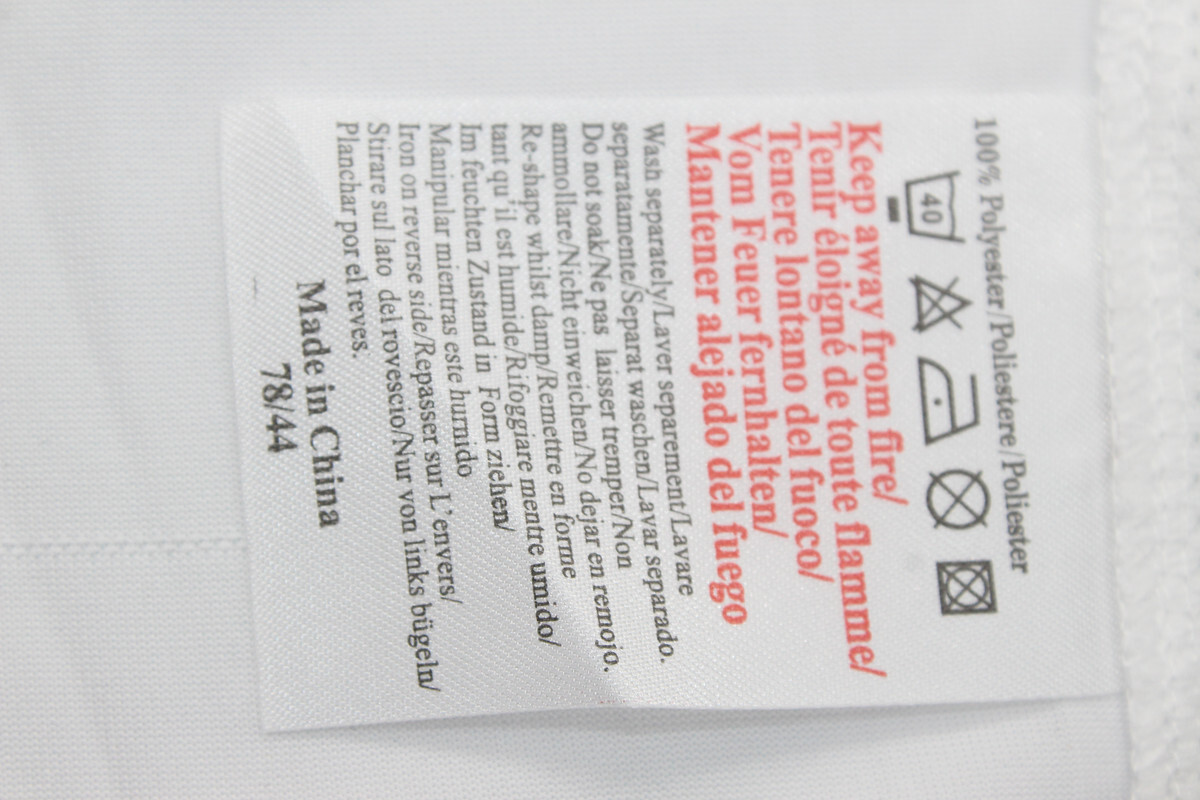 100% Polyester/Poliestere/Poliester
40
Keep away from fire/
Tenir éloigné de toute flamme/
Tenere lontano del fuoco/
Vom Feuer fernhalten/
Mantener alejado del fuego
Wash separately/Laver separement/Lavare
separatamente/Separat waschen/Lavar separado.
Do not soak/Ne pas laisser tremper/Non
ammollare/Nicht einweichen/No dejar en remojo.
Re-shape whilst damp/Remettre en forme
tant qu'il est humide/Rifoggiare mentre umido/
Im feuchten Zustand in Form ziehen/
Manipular mientras este hurnido
Iron on reverse side/Repasser sur L'envers/
Stirare sul lato del rovescio/Nur von links bügeln/
Planchar por el reves.
Made in China
78/44